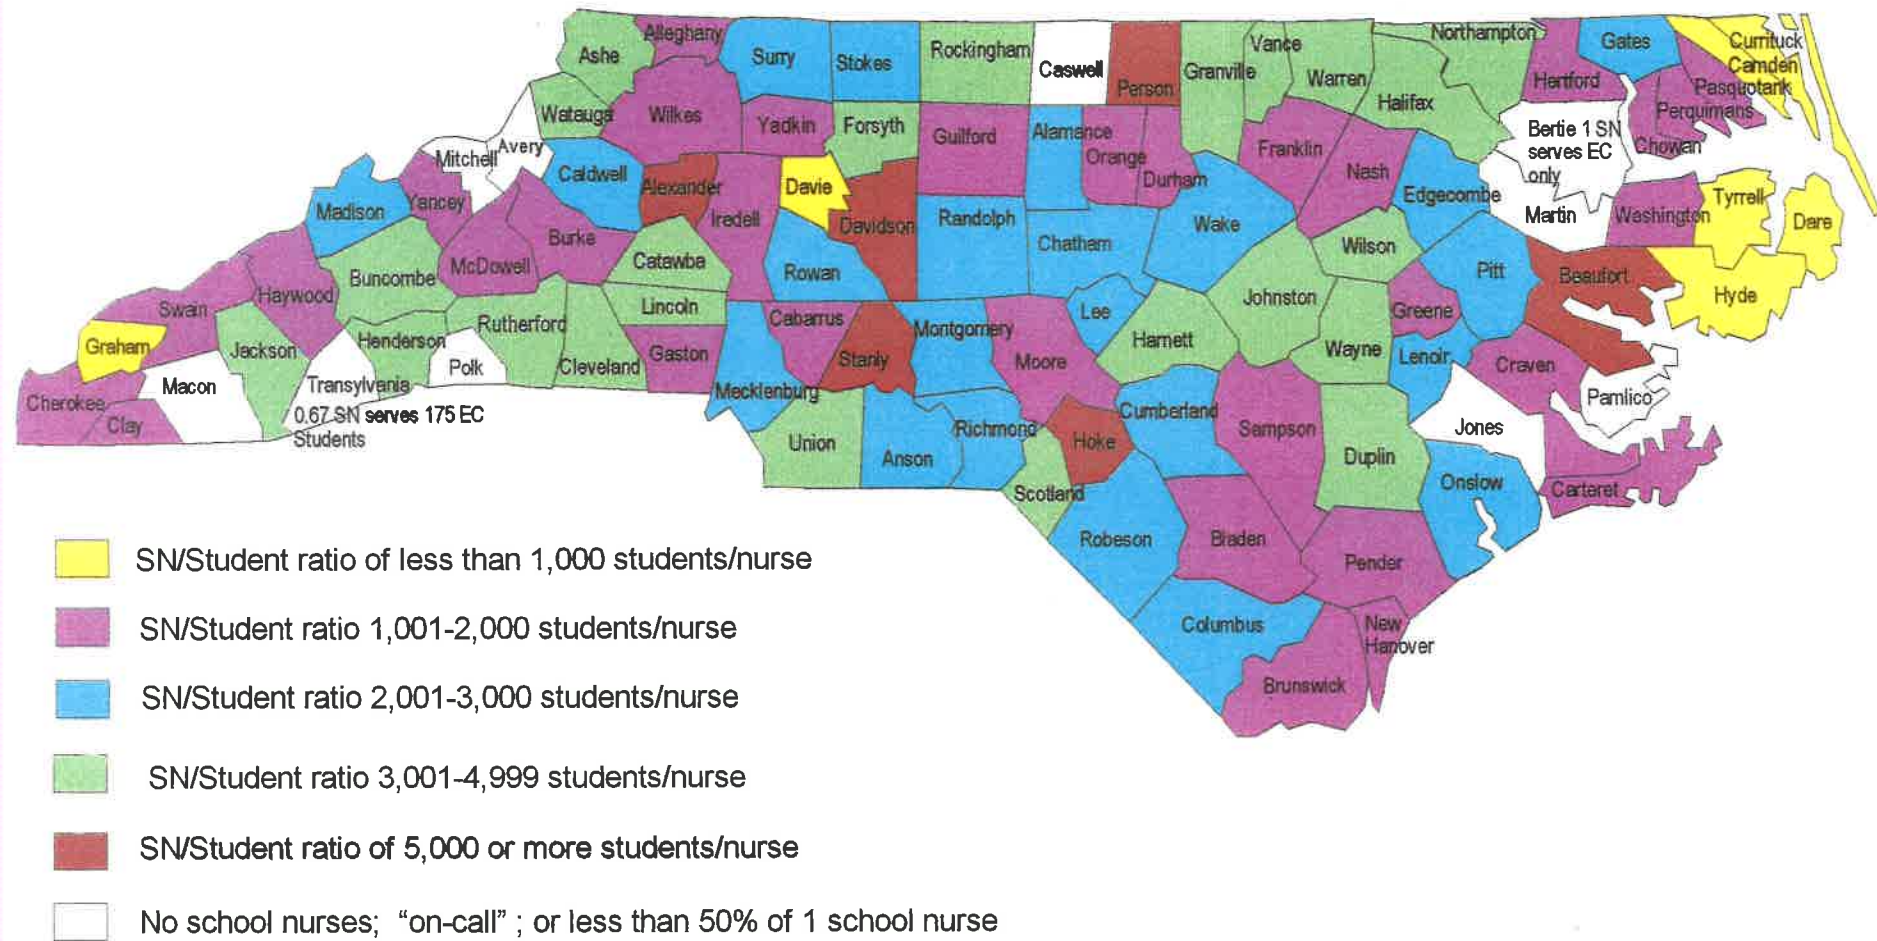 Ashe
Alleghany
Surry
Stokes
Rockingham
Caswell
Person
Granville
Vance
Warren
Northampton
Halifax
Hertford
Gates
Currituck
Camden
Pasquotank
Perquimans
Chowan
Watauga
Wilkes
Yadkin
Forsyth
Guilford
Alamance
Orange
Durham
Franklin
Nash
Edgecombe
Bertie 1 SN
serves EC
only
Martin
Washington
Tyrrell
Dare
Mitchell
Avery
Caldwell
Alexander
Iredell
Davie
Davidson
Randolph
Chatham
Wake
Wilson
Pitt
Beaufort
Hyde
Madison
Yancey
McDowell
Burke
Catawba
Rowan
Buncombe
Haywood
Swain
Graham
Cherokee
Clay
Macon
Jackson
Transylvania
0.67 SN serves 175 EC
Students
Henderson
Polk
Rutherford
Cleveland
Lincoln
Gaston
Mecklenburg
Cabarrus
Stanly
Montgomery
Moore
Lee
Harnett
Johnston
Wayne
Greene
Lenoir
Craven
Pamlico
Jones
Union
Anson
Richmond
Scotland
Hoke
Cumberland
Sampson
Duplin
Onslow
Carteret
Robeson
Bladen
Pender
Columbus
Brunswick
New
Hanover
SN/Student ratio of less than 1,000 students/nurse
SN/Student ratio 1,001-2,000 students/nurse
SN/Student ratio 2,001-3,000 students/nurse
SN/Student ratio 3,001-4,999 students/nurse
SN/Student ratio of 5,000 or more students/nurse
No school nurses; "on-call" ; or less than 50% of 1 school nurse